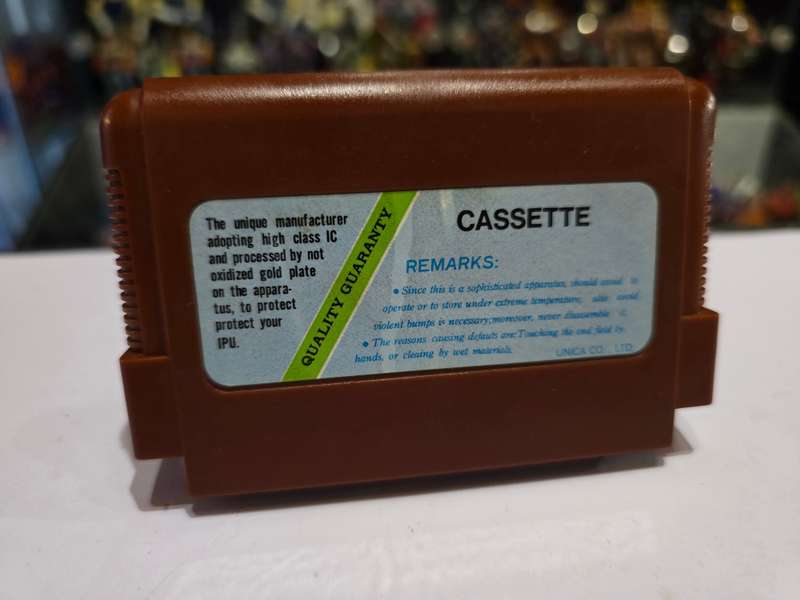 The unique manufacturer
adopting high class IC
and processed by not
oxidized gold plate
on the appara-
tus, to protect
protect your
IPU.
QUALITY GUARANTY
CASSETTE
REMARKS:
• Since this is a sophisticated apparatus, should avoid to
operate or to store under extreme temperature, also avoid
violent bumps is necessary;moreover, never disassemble it.
• The reasons causing defauts are:Touching the end field by
hands, or cleaing by wet materials.
UNICA CO., LTD.